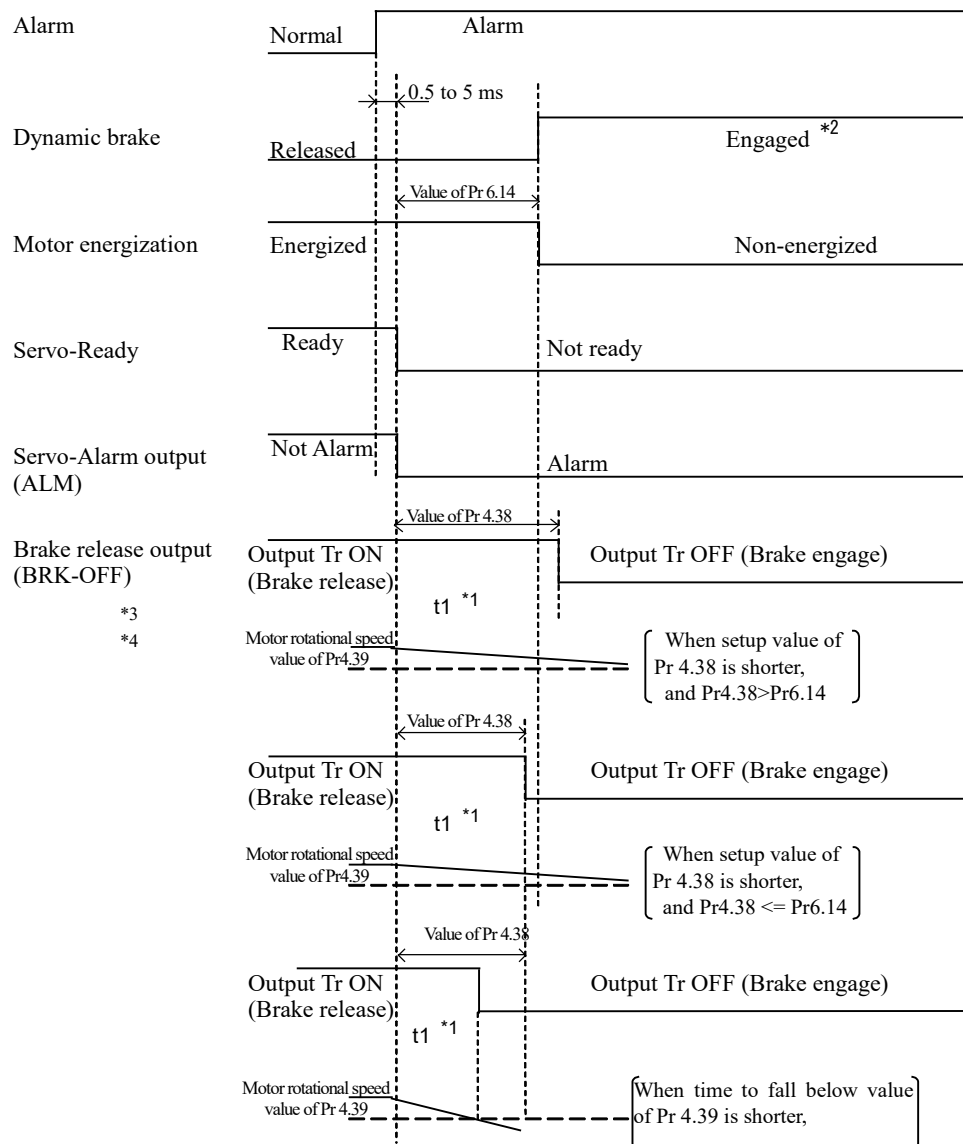 Alarm
Normal
Alarm
0.5 to 5 ms
Dynamic brake
Released
Engaged *2
Value of Pr 6.14
Motor energization
Energized
Non-energized
Servo-Ready
Ready
Not ready
Servo-Alarm output
(ALM)
Not Alarm
Alarm
Value of Pr 4.38
Brake release output
(BRK-OFF)
*3
*4
Output Tr ON
(Brake release)
Output Tr OFF (Brake engage)
t1 *1
Motor rotational speed
value of Pr4.39
When setup value of
Pr 4.38 is shorter,
and Pr4.38>Pr6.14
Value of Pr 4.38
Output Tr ON
(Brake release)
Output Tr OFF (Brake engage)
t1 *1
Motor rotational speed
value of Pr4.39
When setup value of
Pr 4.38 is shorter,
and Pr4.38 <= Pr6.14
Value of Pr 4.38
Output Tr ON
(Brake release)
Output Tr OFF (Brake engage)
t1 *1
Motor rotational speed
value of Pr 4.39
When time to fall below value
of Pr 4.39 is shorter,